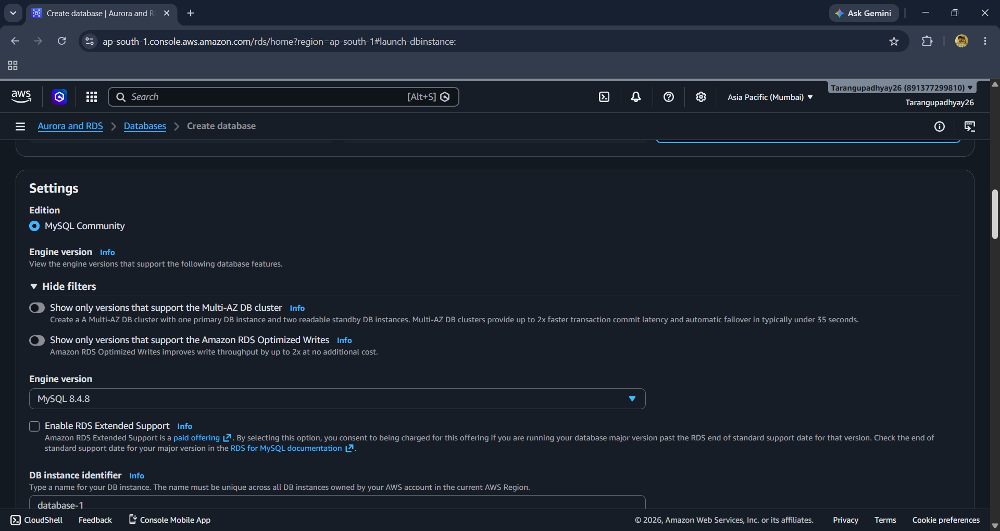 Create database | Aurora and R
Ask Gemini
ap-south-1.console.aws.amazon.com/rds/home?region=ap-south-1#launch-dbinstance:
aws
Search
[Alt+S]
Asia Pacific (Mumbai)
Tarangupadhyay26 (891377299810)
Tarangupadhyay26
Aurora and RDS
Databases
Create database
Settings
Edition
MySQL Community
Engine version Info
View the engine versions that support the following database features.
Hide filters
Show only versions that support the Multi-AZ DB cluster Info
Create a A Multi-AZ DB cluster with one primary DB instance and two readable standby DB instances. Multi-AZ DB clusters provide up to 2x faster transaction commit latency and automatic failover in typically under 35 seconds.
Show only versions that support the Amazon RDS Optimized Writes Info
Amazon RDS Optimized Writes improves write throughput by up to 2x at no additional cost.
Engine version
MySQL 8.4.8
Enable RDS Extended Support Info
Amazon RDS Extended Support is a paid offering. By selecting this option, you consent to being charged for this offering if you are running your database major version past the RDS end of standard support date for that version. Check the end of
standard support date for your major version in the RDS for MySQL documentation.
DB instance identifier Info
Type a name for your DB instance. The name must be unique across all DB instances owned by your AWS account in the current AWS Region.
database-1
CloudShell
Feedback
Console Mobile App
© 2026, Amazon Web Services, Inc. or its affiliates.
Privacy
Terms
Cookie preferences